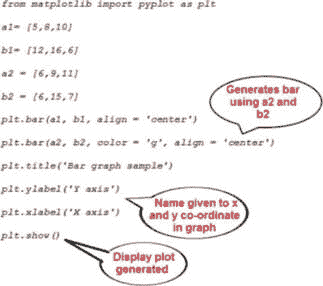 from matplotlib import pyplot as plt
a1= [5,8,10]
b1= [12,16,6]
a2 = [6,9,11]
b2 = [6,15,7]
Generates bar
using a2 and
b2
plt.bar(a1, b1, align = 'center')
plt.bar(a2, b2, color = 'g', align = 'center')
plt.title('Bar graph sample')
plt.ylabel('Y axis')
plt.xlabel('X axis')
Name given to x
and y co-ordinate
in graph
plt.show()
Display plot
generated